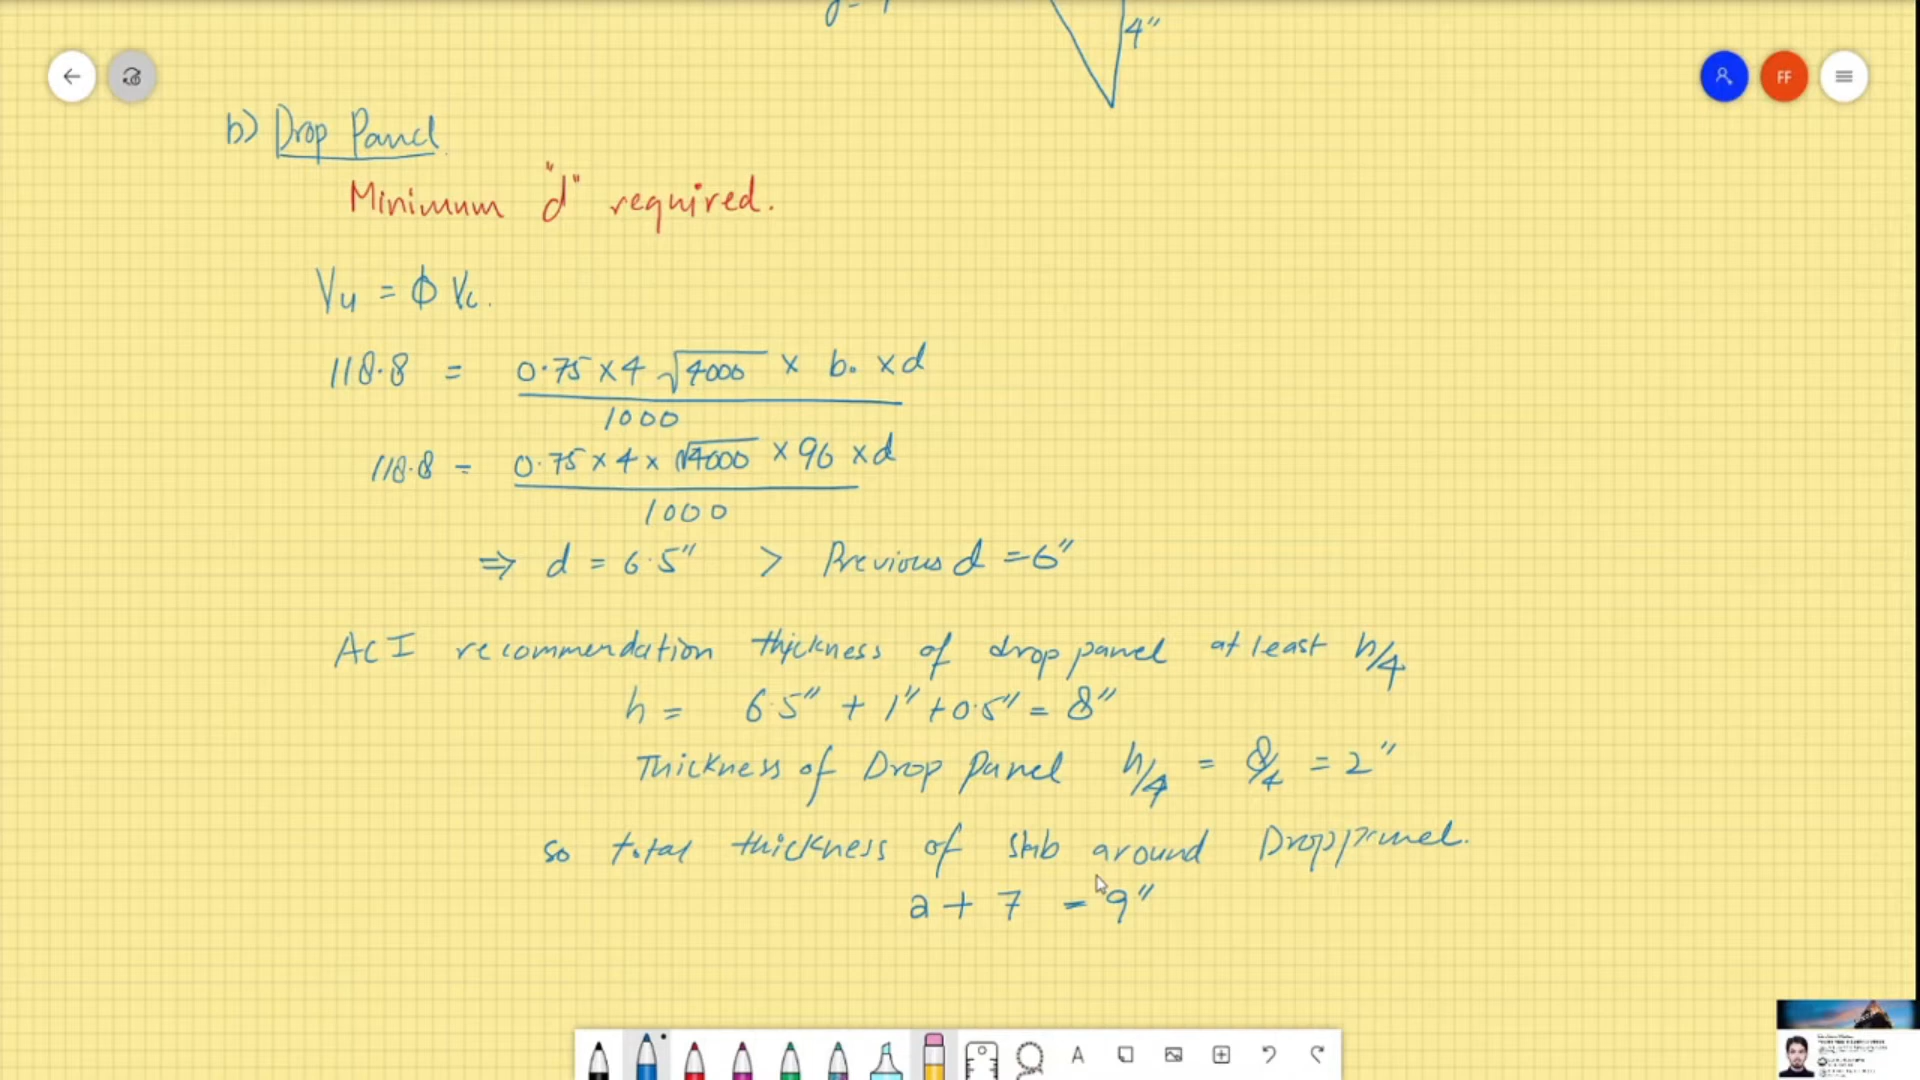 4"
b) Drop Panel
Minimum "d" required.
Vu = ϕ Vc.
118.8 = 0.75 × 4 √4000 × b. × d
1000
118.8 = 0.75 × 4 × √4000 × 96 × d
1000
⇒ d = 6.5" > Previous d = 6"
ACI recommendation thickness of drop panel at least h/4
h = 6.5" + 1" + 0.5" = 8"
Thickness of Drop Panel h/4 = 8/4 = 2"
so total thickness of slab around Drop panel.
2 + 7 = 9"
FF
A